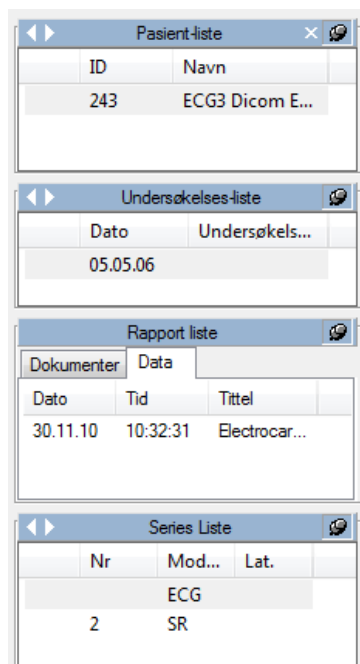 Pasient-liste
ID Navn
243 ECG3 Dicom E...
Undersøkelses-liste
Dato Undersøkels...
05.05.06
Rapport liste
Dokumenter Data
Dato Tid Tittel
30.11.10 10:32:31 Electrocar...
Series Liste
Nr Mod... Lat.
ECG
2 SR